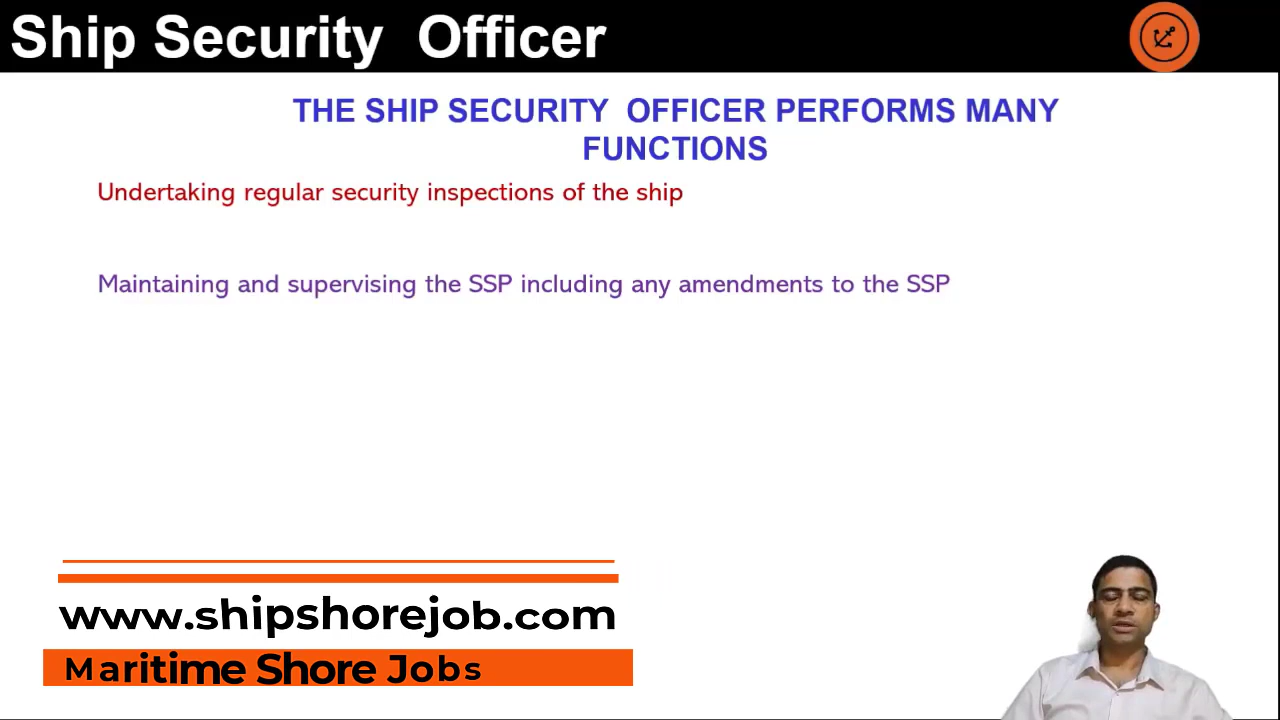 Ship Security Officer
THE SHIP SECURITY OFFICER PERFORMS MANY
FUNCTIONS
Undertaking regular security inspections of the ship
Maintaining and supervising the SSP including any amendments to the SSP
www.shipshorejob.com
Maritime Shore Jobs